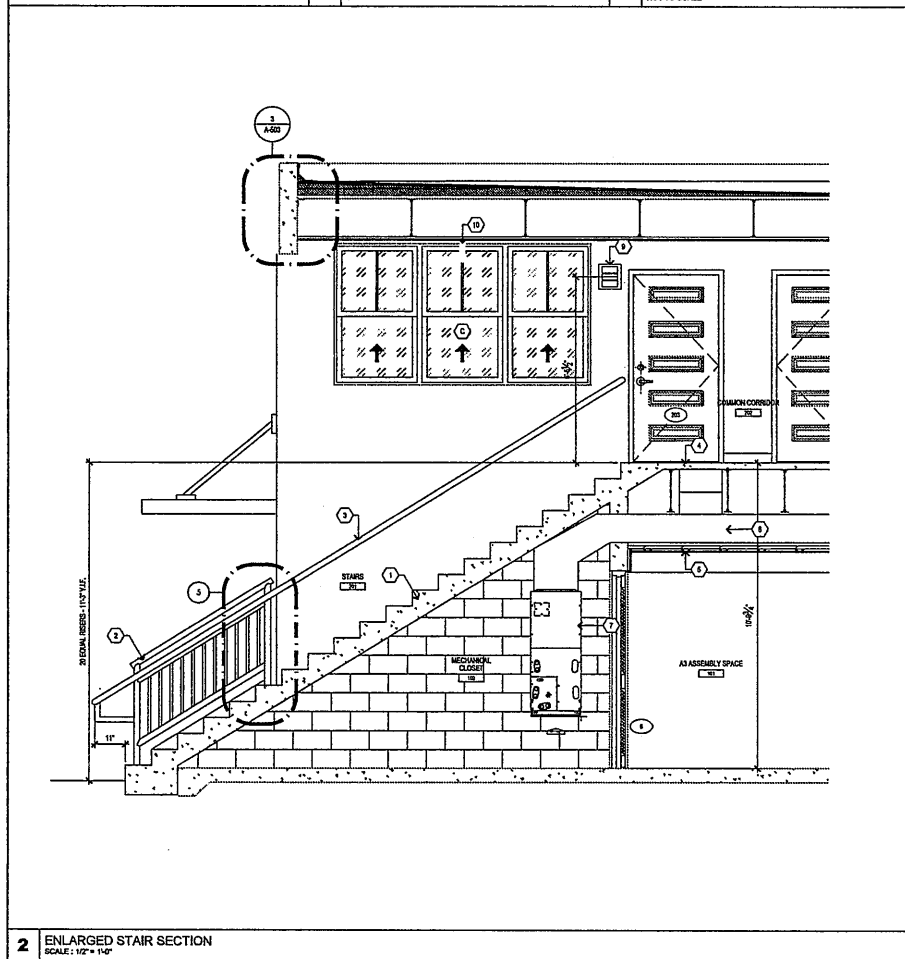 3
A-503
10
9
C
203
COMMON CORRIDOR
202
4
3
8
5
STAIRS
201
1
5
20 EQUAL RISERS = 11'-3" V.I.F.
2
7
MECHANICAL
CLOSET
A3 ASSEMBLY SPACE
101
6
11"
2
ENLARGED STAIR SECTION
SCALE : 1/2" = 1'-0"